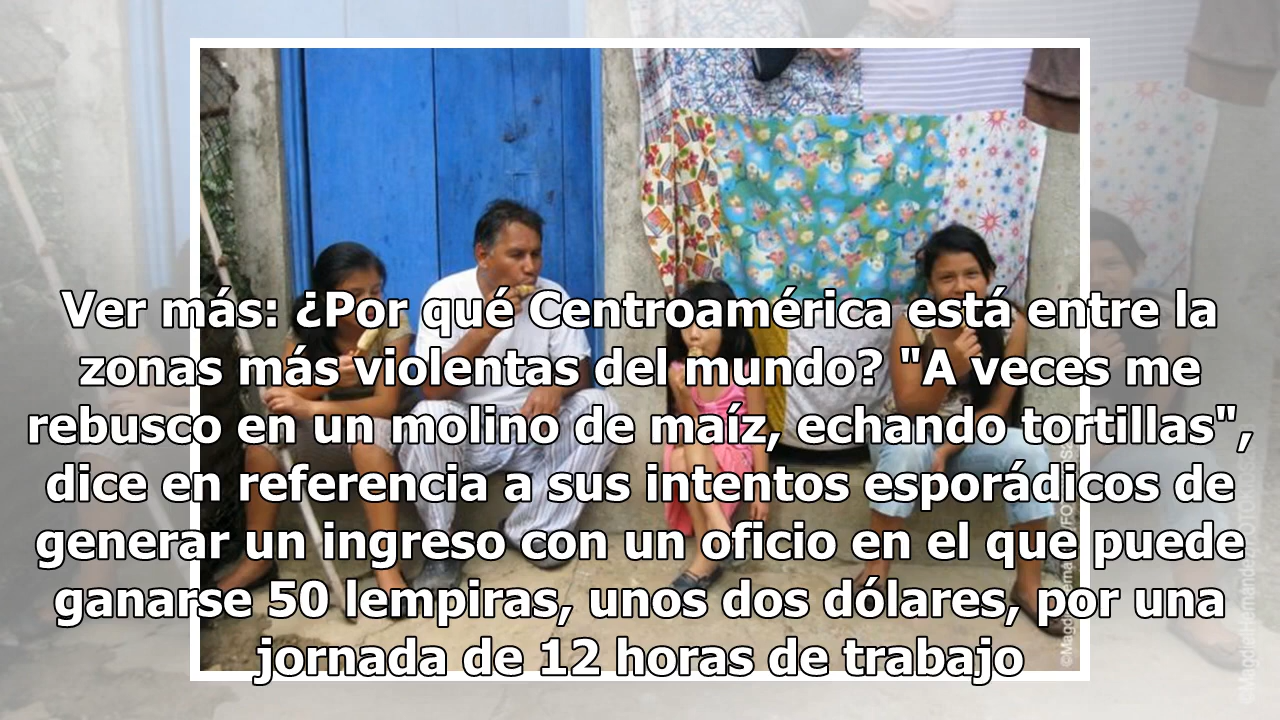 Ver más: ¿Por qué Centroamérica está entre la
zonas más violentas del mundo? "A veces me
rebusco en un molino de maíz, echando tortillas",
dice en referencia a sus intentos esporádicos de
generar un ingreso con un oficio en el que puede
ganarse 50 lempiras, unos dos dólares, por una
jornada de 12 horas de trabajo